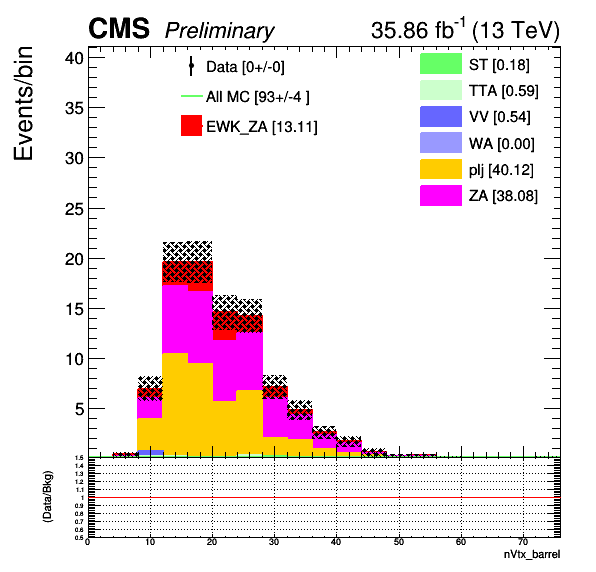 CMS Preliminary 35.86 fb-1 (13 TeV)
Events/bin
40
35
30
25
20
15
10
5
Data [0+/-0]
All MC [93+/-4 ]
EWK_ZA [13.11]
ST [0.18]
TTA [0.59]
VV [0.54]
WA [0.00]
plj [40.12]
ZA [38.08]
(Data/Bkg)
1.5
1.4
1.3
1.2
1.1
1
0.9
0.8
0.7
0.6
0.5
0 10 20 30 40 50 60 70
nVtx_barrel